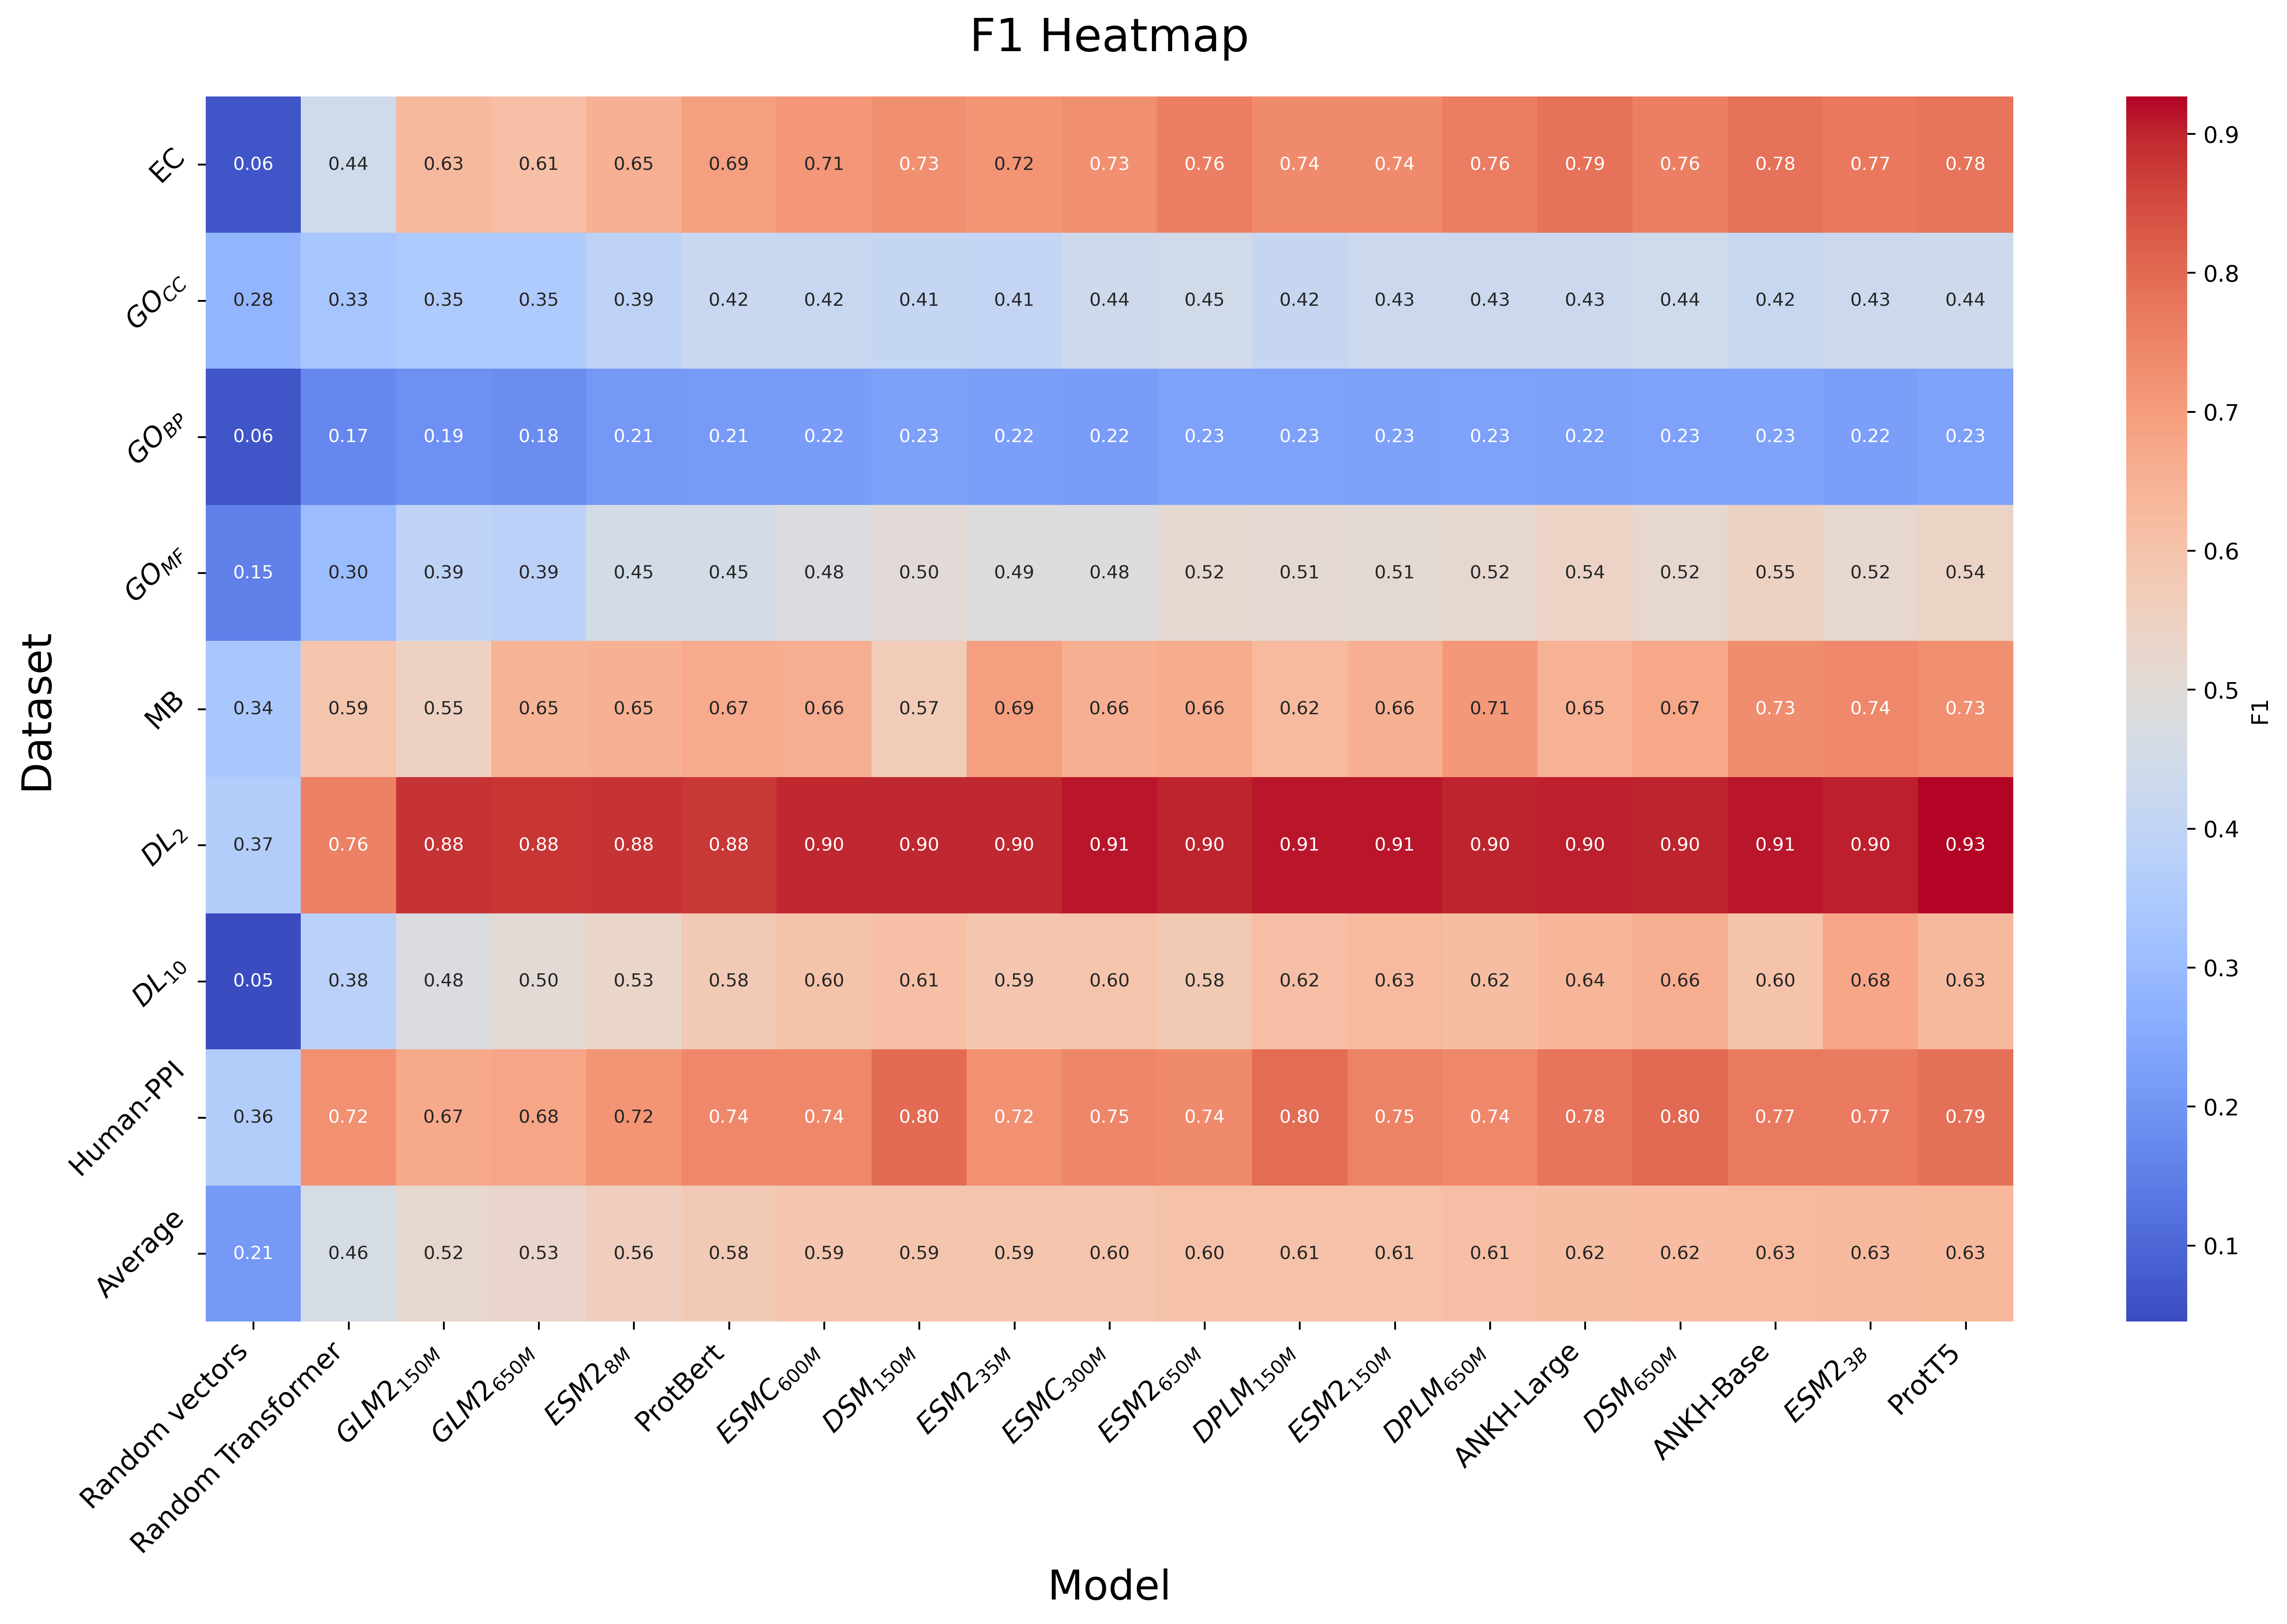 F1 Heatmap
Dataset
EC 0.06 0.44 0.63 0.61 0.65 0.69 0.71 0.73 0.72 0.73 0.76 0.74 0.74 0.76 0.79 0.76 0.78 0.77 0.78
GO_CC 0.28 0.33 0.35 0.35 0.39 0.42 0.42 0.41 0.41 0.44 0.45 0.42 0.43 0.43 0.43 0.44 0.42 0.43 0.44
GO_BP 0.06 0.17 0.19 0.18 0.21 0.21 0.22 0.23 0.22 0.22 0.23 0.23 0.23 0.23 0.22 0.23 0.23 0.22 0.23
GO_MF 0.15 0.30 0.39 0.39 0.45 0.45 0.48 0.50 0.49 0.48 0.52 0.51 0.51 0.52 0.54 0.52 0.55 0.52 0.54
MB 0.34 0.59 0.55 0.65 0.65 0.67 0.66 0.57 0.69 0.66 0.66 0.62 0.66 0.71 0.65 0.67 0.73 0.74 0.73
DL_2 0.37 0.76 0.88 0.88 0.88 0.88 0.90 0.90 0.90 0.91 0.90 0.91 0.91 0.90 0.90 0.90 0.91 0.90 0.93
DL_10 0.05 0.38 0.48 0.50 0.53 0.58 0.60 0.61 0.59 0.60 0.58 0.62 0.63 0.62 0.64 0.66 0.60 0.68 0.63
Human-PPI 0.36 0.72 0.67 0.68 0.72 0.74 0.74 0.80 0.72 0.75 0.74 0.80 0.75 0.74 0.78 0.80 0.77 0.77 0.79
Average 0.21 0.46 0.52 0.53 0.56 0.58 0.59 0.59 0.59 0.60 0.60 0.61 0.61 0.61 0.62 0.62 0.63 0.63 0.63
Random vectors
Random Transformer
GLM2_150M
GLM2_650M
ESM2_8M
ProtBert
ESMC_600M
DSM_150M
ESM2_35M
ESMC_300M
ESM2_650M
DPLM_150M
ESM2_150M
DPLM_650M
ANKH-Large
DSM_650M
ANKH-Base
ESM2_3B
ProtT5
Model
0.9
0.8
0.7
0.6
0.5
0.4
0.3
0.2
0.1
F1